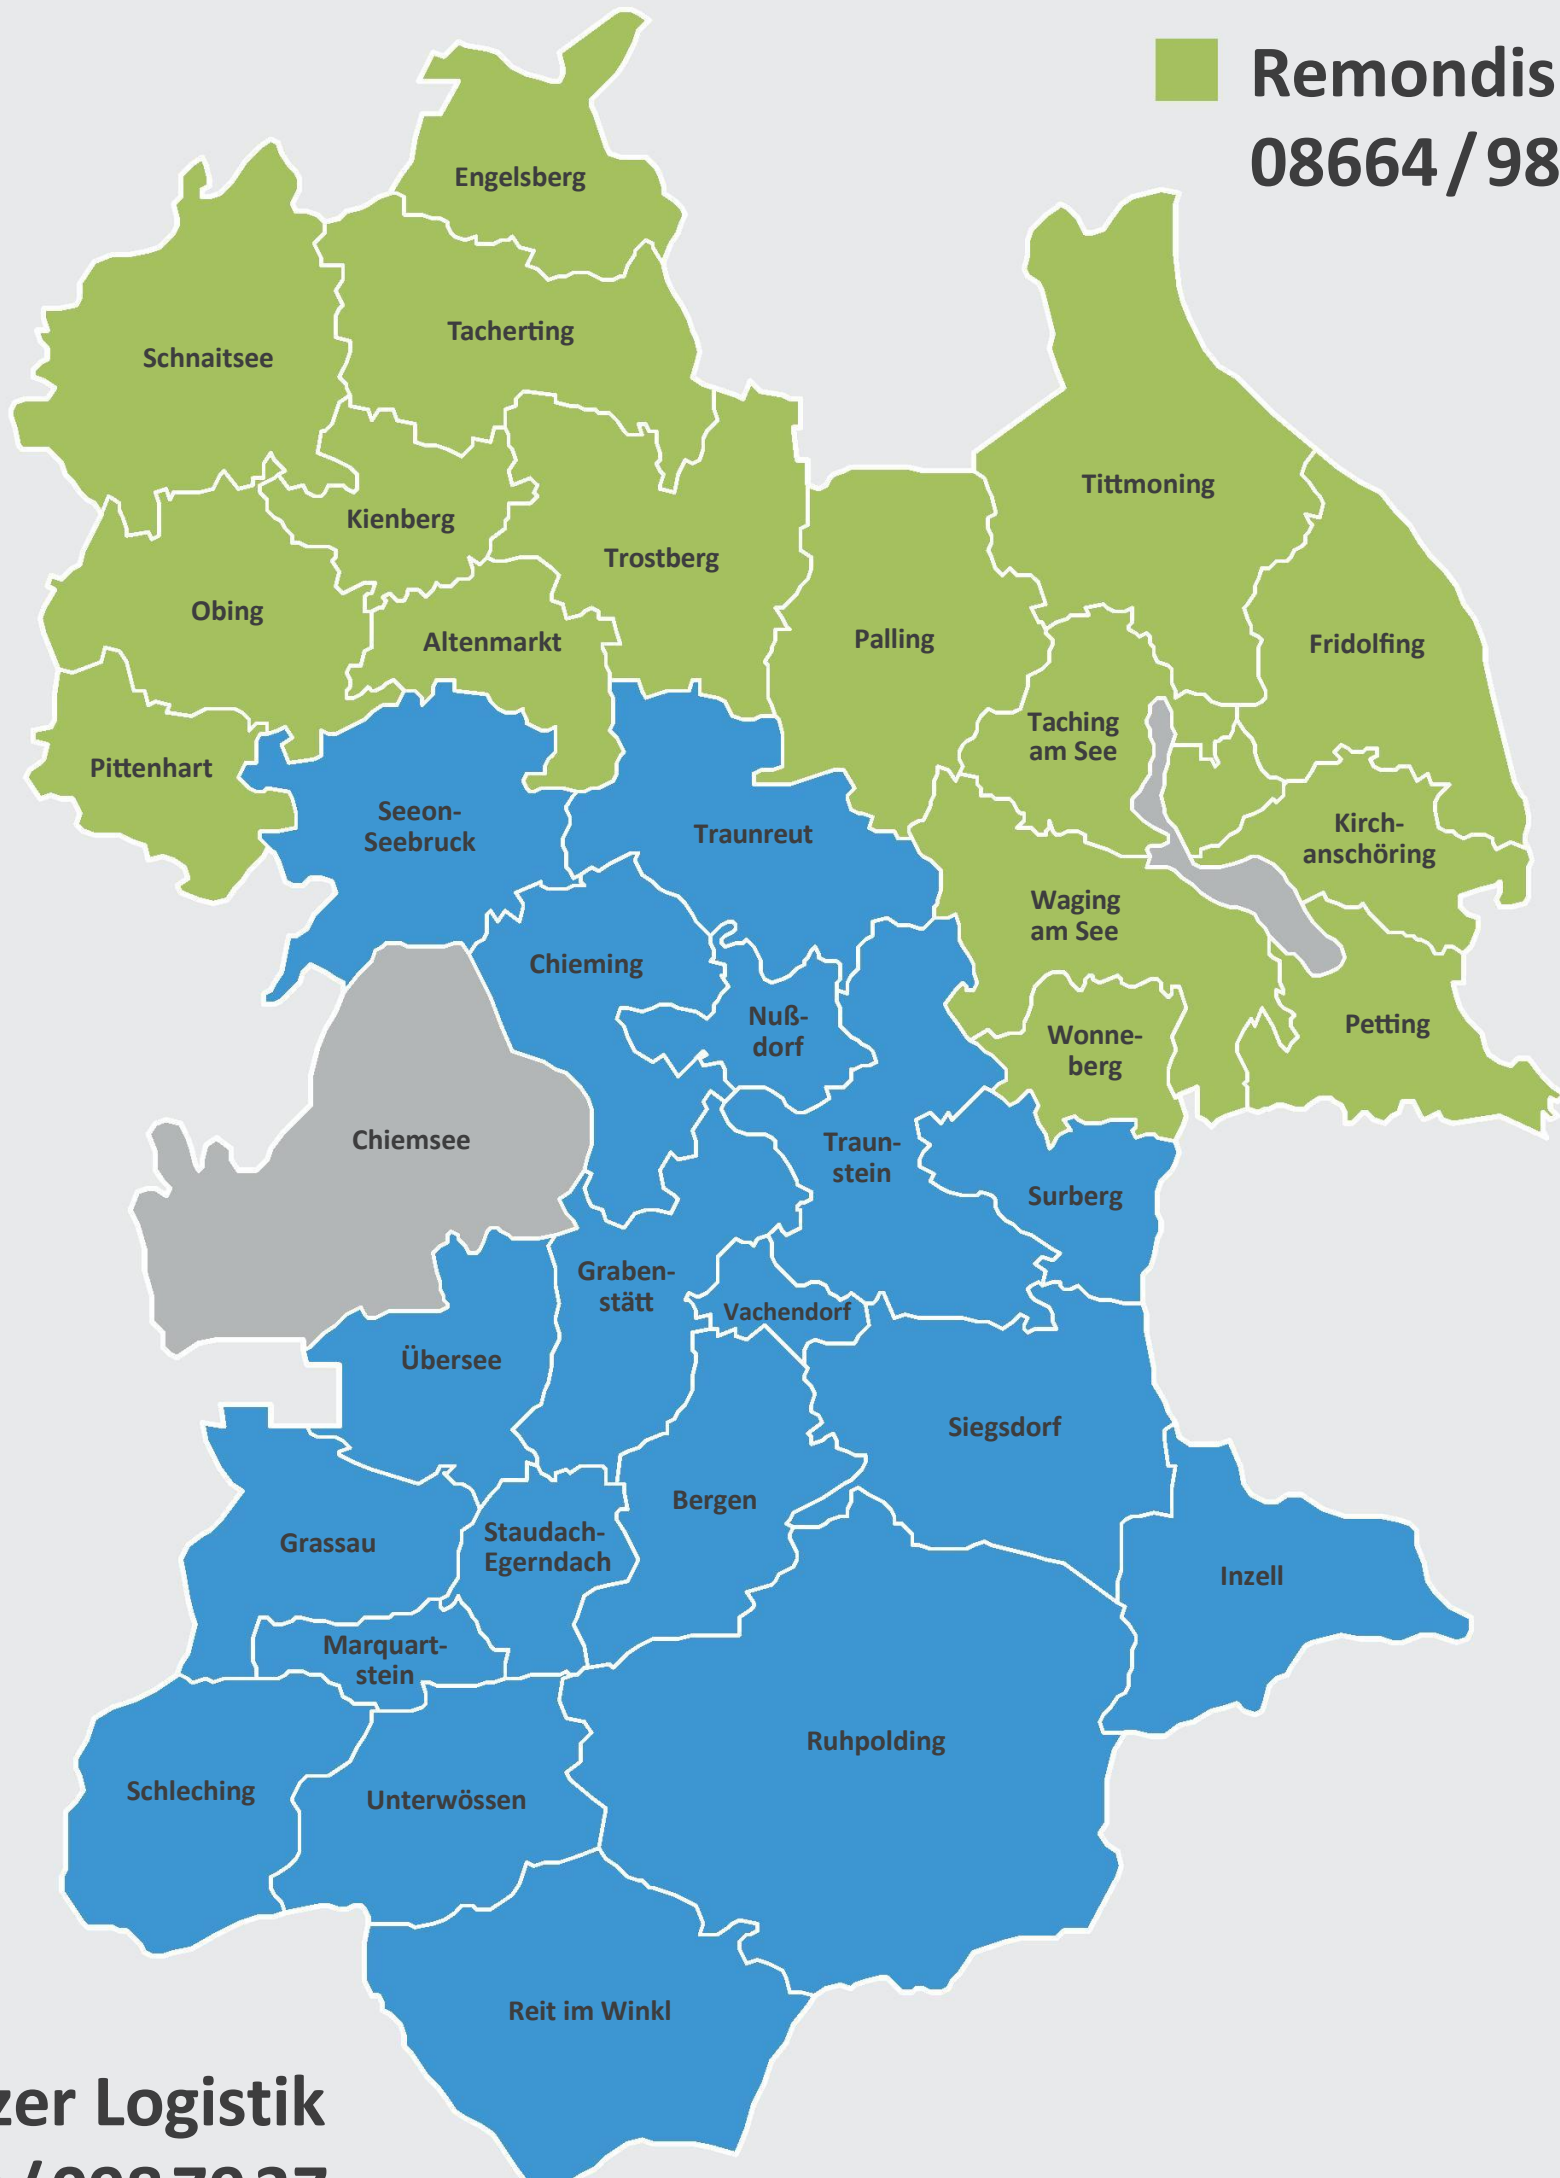 Remondis
08664/98
Engelsberg
Tacherting
Schnaitsee
Tittmoning
Kienberg
Trostberg
Obing
Altenmarkt
Palling
Fridolfing
Taching
am See
Pittenhart
Seeon-
Seebruck
Traunreut
Kirch-
anschöring
Waging
am See
Chieming
Nuß-
dorf
Petting
Wonne-
berg
Chiemsee
Traun-
stein
Surberg
Graben-
stätt
Vachendorf
Übersee
Siegsdorf
Bergen
Grassau
Staudach-
Egerndach
Inzell
Marquart-
stein
Ruhpolding
Schleching
Unterwössen
Reit im Winkl
zer Logistik